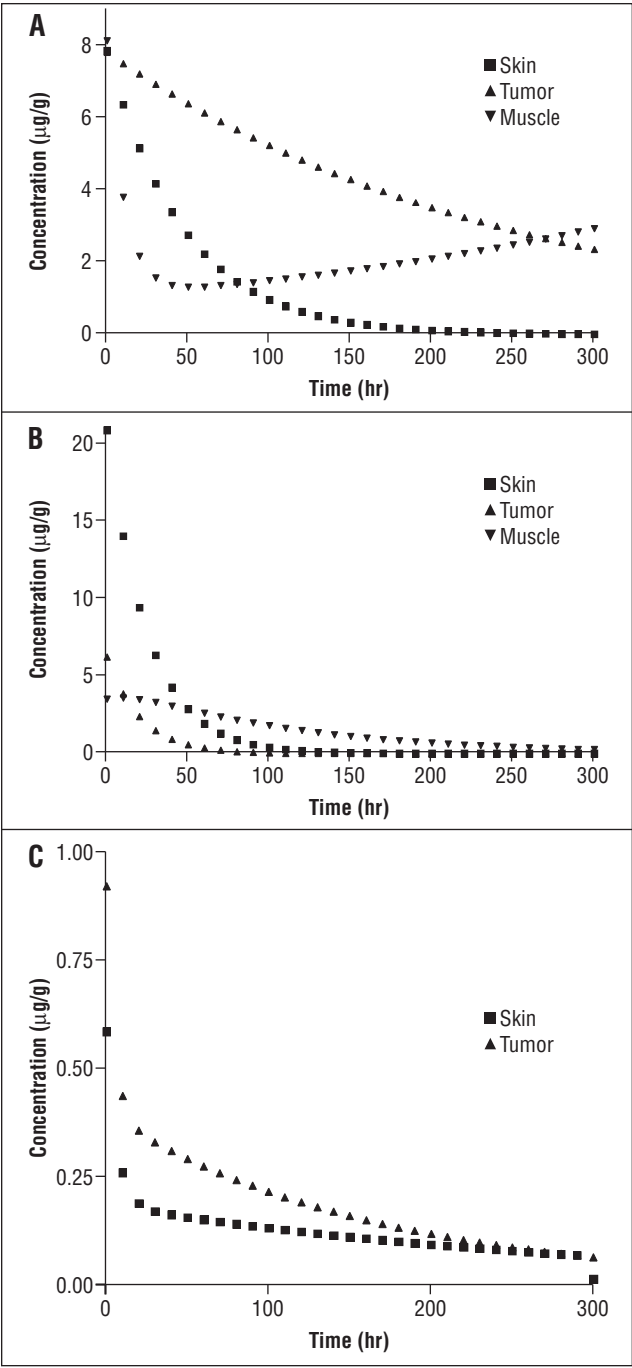 A
Concentration (µg/g)
8
6
4
2
0
Skin
Tumor
Muscle
0 50 100 150 200 250 300
Time (hr)
B
Concentration (µg/g)
20
15
10
5
0
Skin
Tumor
Muscle
0 50 100 150 200 250 300
Time (hr)
C
Concentration (µg/g)
1.00
0.75
0.50
0.25
0.00
Skin
Tumor
0 100 200 300
Time (hr)